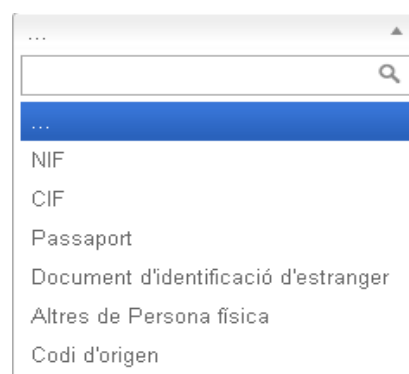 ...
...
NIF
CIF
Passaport
Document d'identificació d'estranger
Altres de Persona física
Codi d'origen